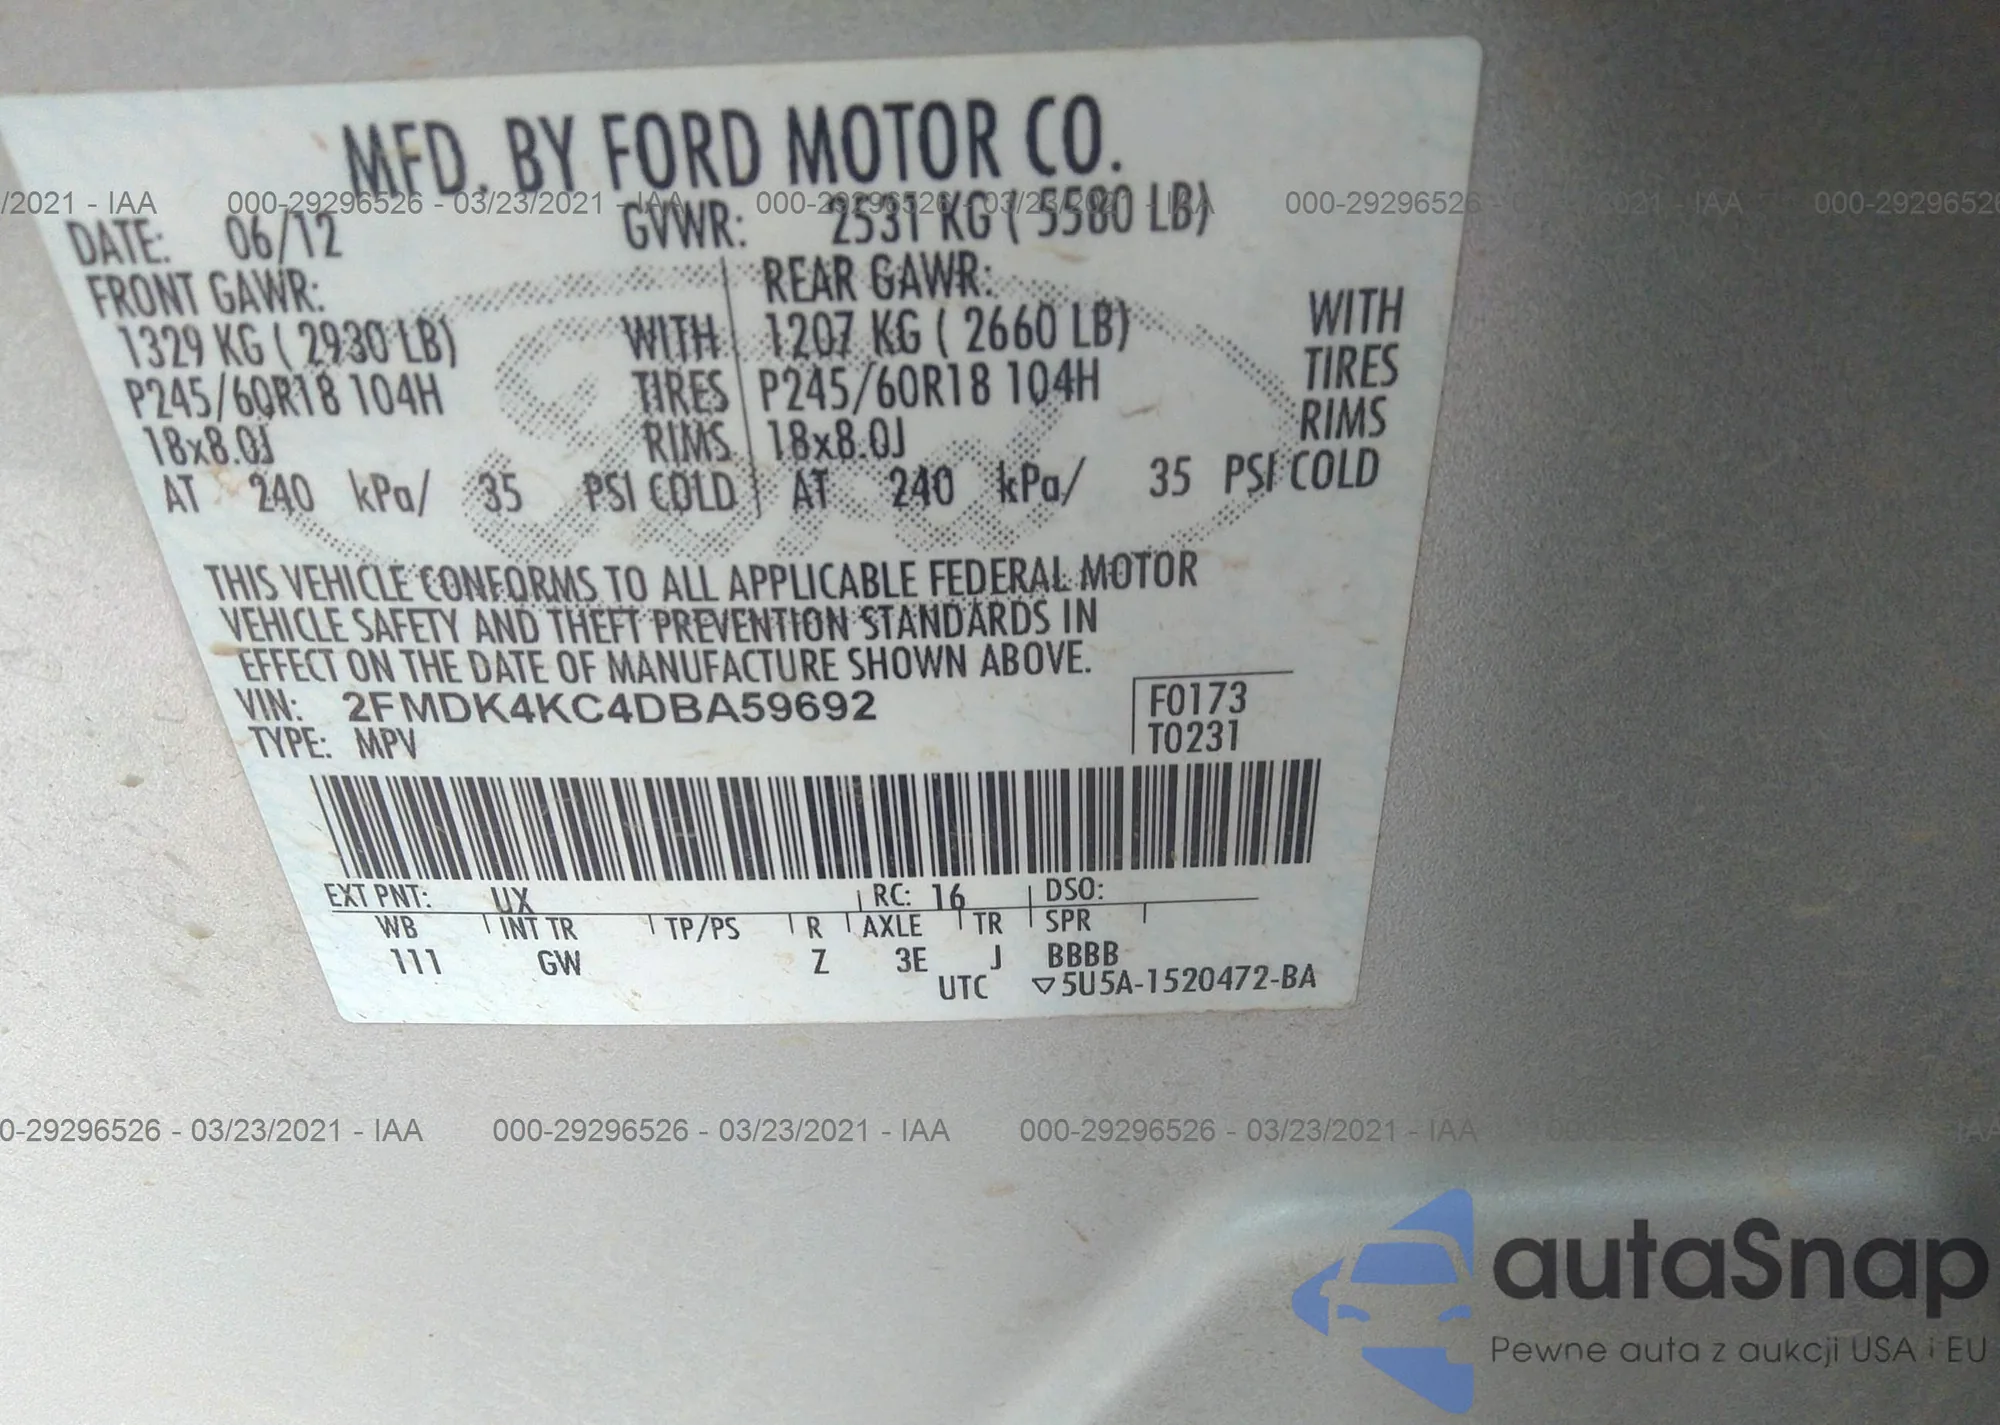 MFD. BY FORD MOTOR CO.
/2021 - IAA 000-29296526 - 03/23/2021 - IAA 000-29296526 - 03/23/2021 - IAA 000-29296526 - 03/23/2021 - IAA 000-2929652
DATE: 06/12 GVWR: 2531 KG ( 5580 LB)
FRONT GAWR: REAR GAWR:
1329 KG ( 2930 LB) WITH 1207 KG ( 2660 LB) WITH
P245/60R18 104H TIRES P245/60R18 104H TIRES
18x8.0J RIMS 18x8.0J RIMS
AT 240 kPa/ 35 PSI COLD AT 240 kPa/ 35 PSI COLD
THIS VEHICLE CONFORMS TO ALL APPLICABLE FEDERAL MOTOR
VEHICLE SAFETY AND THEFT PREVENTION STANDARDS IN
EFFECT ON THE DATE OF MANUFACTURE SHOWN ABOVE.
VIN: 2FMDK4KC4DBA59692 F0173
TYPE: MPV T0231
EXT PNT: UX RC: 16 DSO:
WB INT TR TP/PS R AXLE TR SPR
111 GW Z 3E J BBBB
UTC ▽5U5A-1520472-BA
0-29296526 - 03/23/2021 - IAA 000-29296526 - 03/23/2021 - IAA 000-29296526 - 03/23/2021 - IAA
autaSnap
Pewne auta z aukcji USA i EU